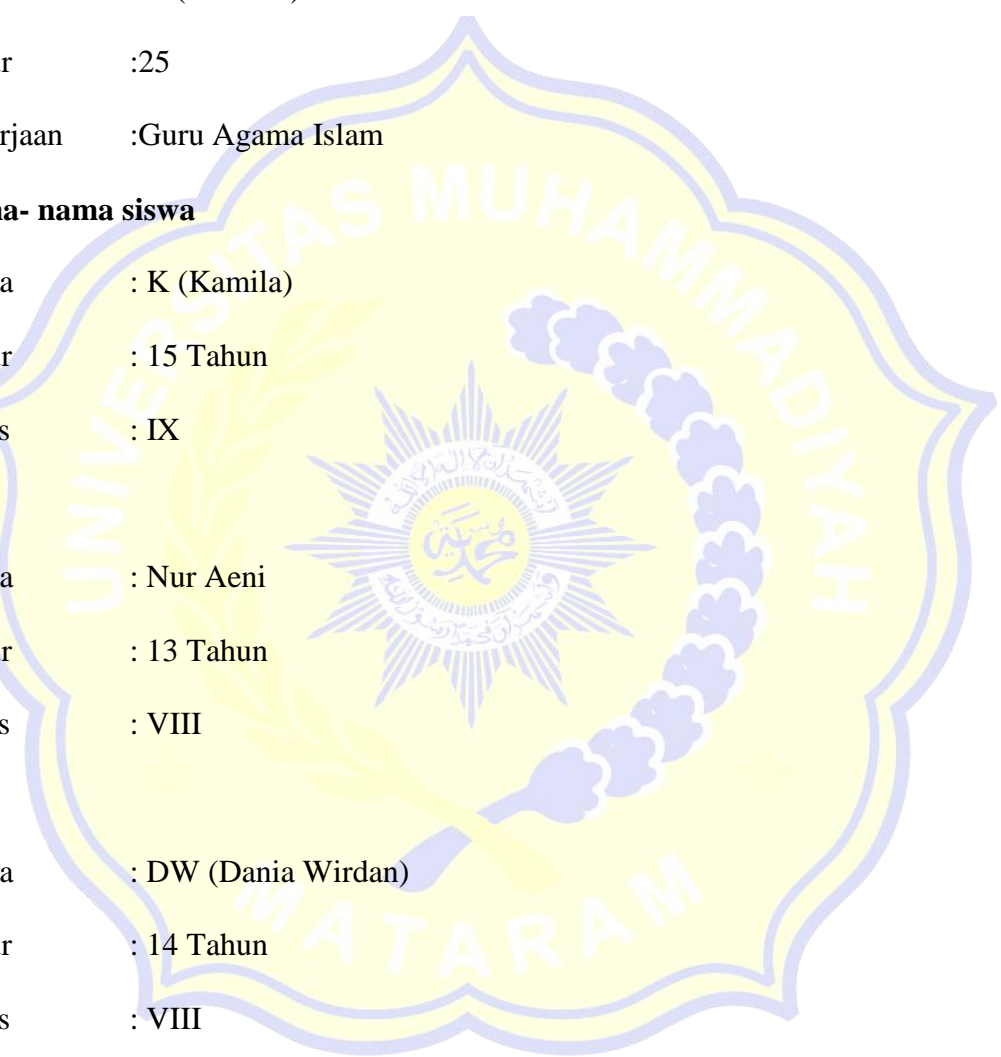 r :25
rjaan :Guru Agama Islam
na- nama siswa
a : K (Kamila)
r : 15 Tahun
s : IX
a : Nur Aeni
r : 13 Tahun
s : VIII
a : DW (Dania Wirdan)
r : 14 Tahun
s : VIII
UNIVERSITAS MUHAMMADIYAH
MATARAM